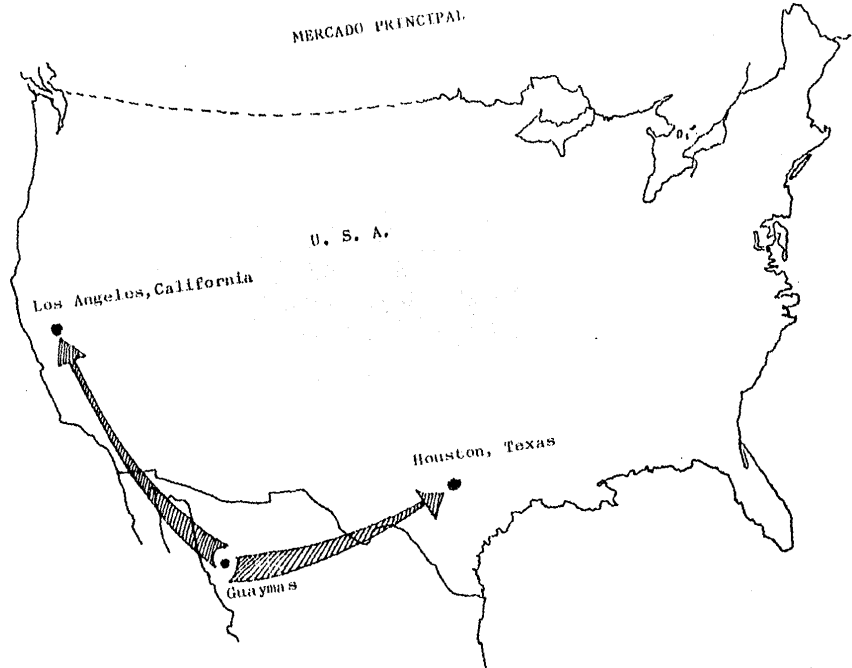 MERCADO PRINCIPAL
U. S. A.
Los Angeles,California
Houston, Texas
Guaymas